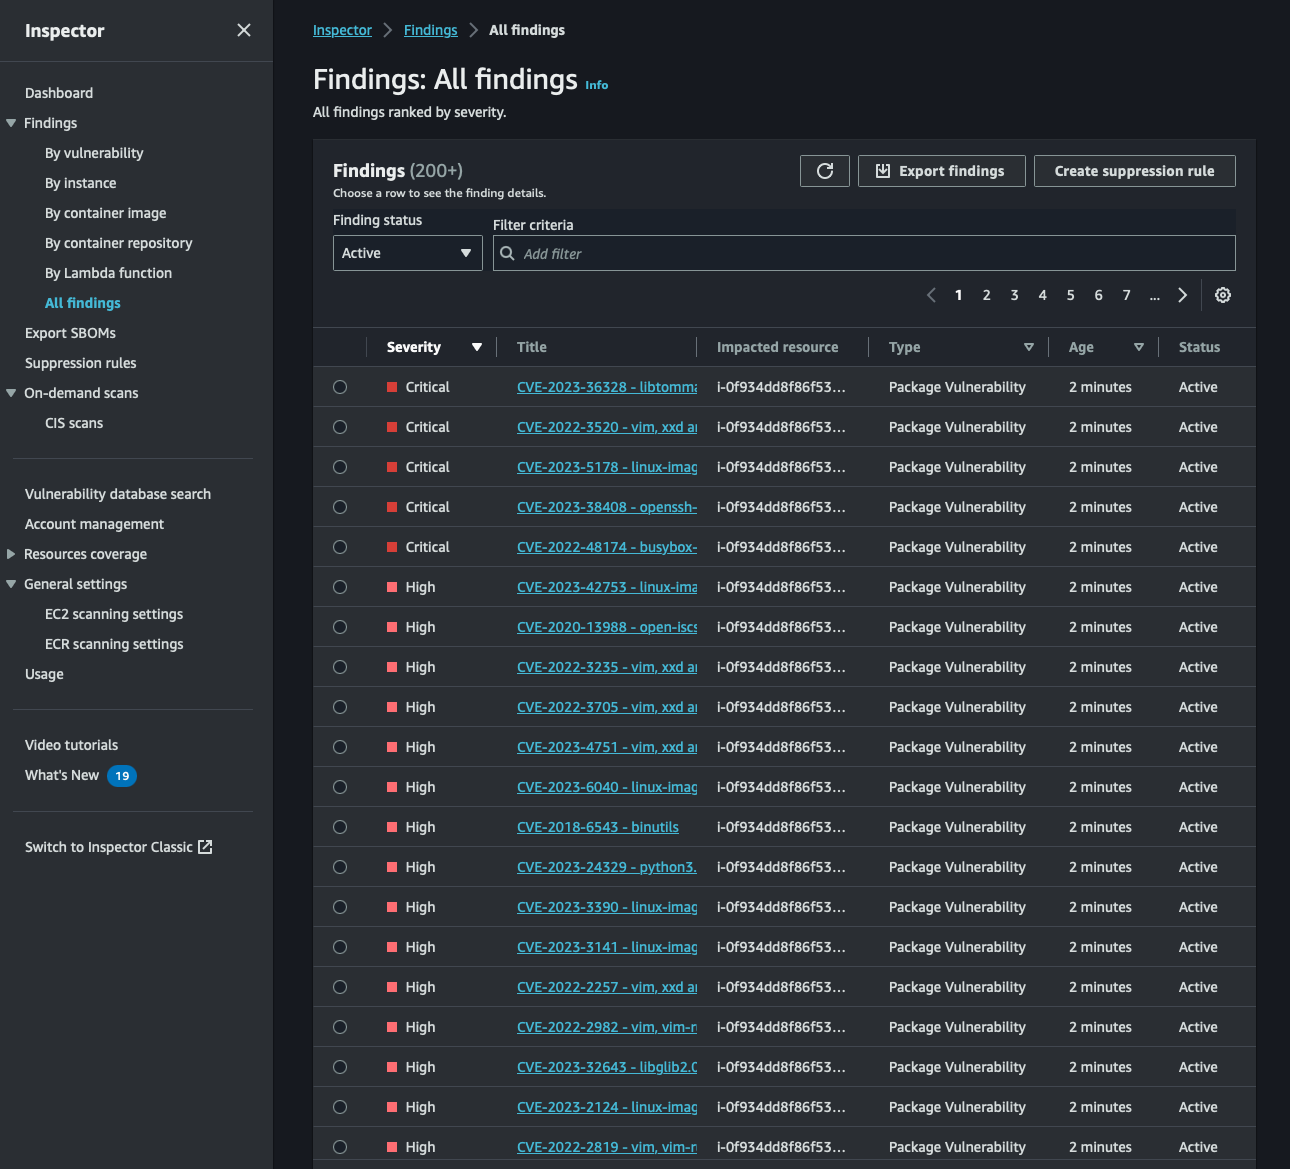 Inspector
Dashboard
Findings
By vulnerability
By instance
By container image
By container repository
By Lambda function
All findings
Export SBOMs
Suppression rules
On-demand scans
CIS scans
Vulnerability database search
Account management
Resources coverage
General settings
EC2 scanning settings
ECR scanning settings
Usage
Video tutorials
What's New 19
Switch to Inspector Classic
Inspector > Findings > All findings
Findings: All findings Info
All findings ranked by severity.
Findings (200+)
Choose a row to see the finding details.
Export findings
Create suppression rule
Finding status
Active
Filter criteria
Add filter
1 2 3 4 5 6 7 ...
Severity Title Impacted resource Type Age Status
Critical CVE-2023-36328 - libtomma i-0f934dd8f86f53... Package Vulnerability 2 minutes Active
Critical CVE-2022-3520 - vim, xxd a i-0f934dd8f86f53... Package Vulnerability 2 minutes Active
Critical CVE-2023-5178 - linux-imag i-0f934dd8f86f53... Package Vulnerability 2 minutes Active
Critical CVE-2023-38408 - openssh- i-0f934dd8f86f53... Package Vulnerability 2 minutes Active
Critical CVE-2022-48174 - busybox- i-0f934dd8f86f53... Package Vulnerability 2 minutes Active
High CVE-2023-42753 - linux-ima i-0f934dd8f86f53... Package Vulnerability 2 minutes Active
High CVE-2020-13988 - open-iscs i-0f934dd8f86f53... Package Vulnerability 2 minutes Active
High CVE-2022-3235 - vim, xxd a i-0f934dd8f86f53... Package Vulnerability 2 minutes Active
High CVE-2022-3705 - vim, xxd a i-0f934dd8f86f53... Package Vulnerability 2 minutes Active
High CVE-2023-4751 - vim, xxd a i-0f934dd8f86f53... Package Vulnerability 2 minutes Active
High CVE-2023-6040 - linux-imag i-0f934dd8f86f53... Package Vulnerability 2 minutes Active
High CVE-2018-6543 - binutils i-0f934dd8f86f53... Package Vulnerability 2 minutes Active
High CVE-2023-24329 - python3. i-0f934dd8f86f53... Package Vulnerability 2 minutes Active
High CVE-2023-3390 - linux-imag i-0f934dd8f86f53... Package Vulnerability 2 minutes Active
High CVE-2023-3141 - linux-imag i-0f934dd8f86f53... Package Vulnerability 2 minutes Active
High CVE-2022-2257 - vim, xxd a i-0f934dd8f86f53... Package Vulnerability 2 minutes Active
High CVE-2022-2982 - vim, vim-r i-0f934dd8f86f53... Package Vulnerability 2 minutes Active
High CVE-2023-32643 - libglib2.0 i-0f934dd8f86f53... Package Vulnerability 2 minutes Active
High CVE-2023-2124 - linux-imag i-0f934dd8f86f53... Package Vulnerability 2 minutes Active
High CVE-2022-2819 - vim, vim-r i-0f934dd8f86f53... Package Vulnerability 2 minutes Active